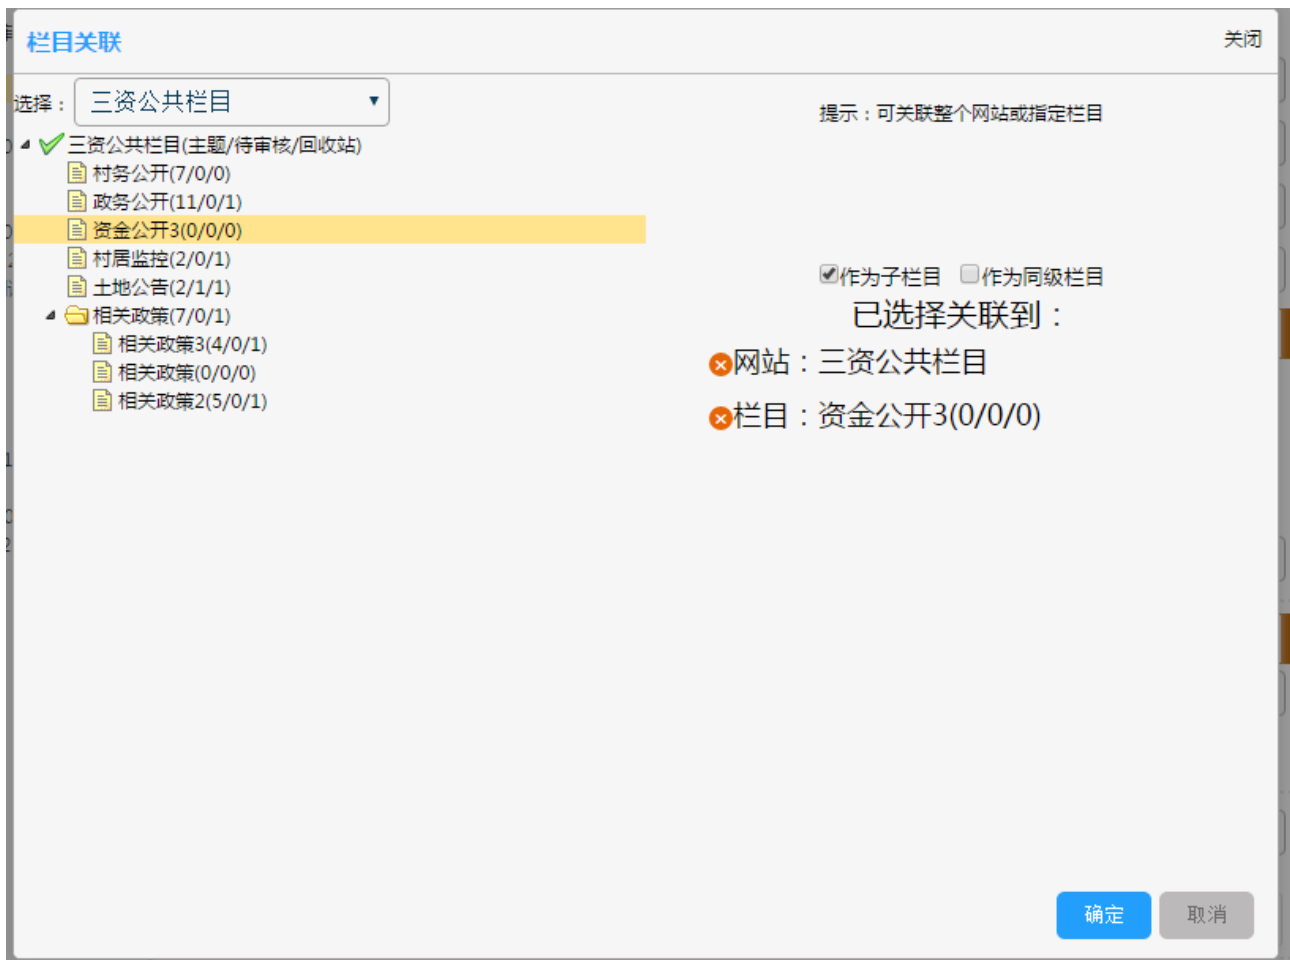 栏目关联
关闭
选择：
三资公共栏目
提示：可关联整个网站或指定栏目
三资公共栏目(主题/待审核/回收站)
村务公开(7/0/0)
政务公开(11/0/1)
资金公开3(0/0/0)
村居监控(2/0/1)
土地公告(2/1/1)
相关政策(7/0/1)
相关政策3(4/0/1)
相关政策(0/0/0)
相关政策2(5/0/1)
作为子栏目 作为同级栏目
已选择关联到：
网站：三资公共栏目
栏目：资金公开3(0/0/0)
确定 取消